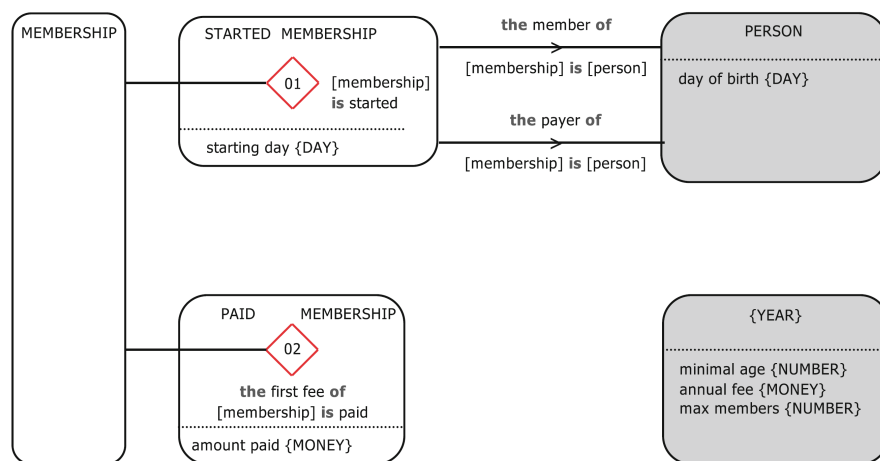 MEMBERSHIP
STARTED MEMBERSHIP
01
[membership]
is started
starting day {DAY}
the member of
[membership] is [person]
the payer of
[membership] is [person]
PERSON
day of birth {DAY}
PAID MEMBERSHIP
02
the first fee of
[membership] is paid
amount paid {MONEY}
{YEAR}
minimal age {NUMBER}
annual fee {MONEY}
max members {NUMBER}